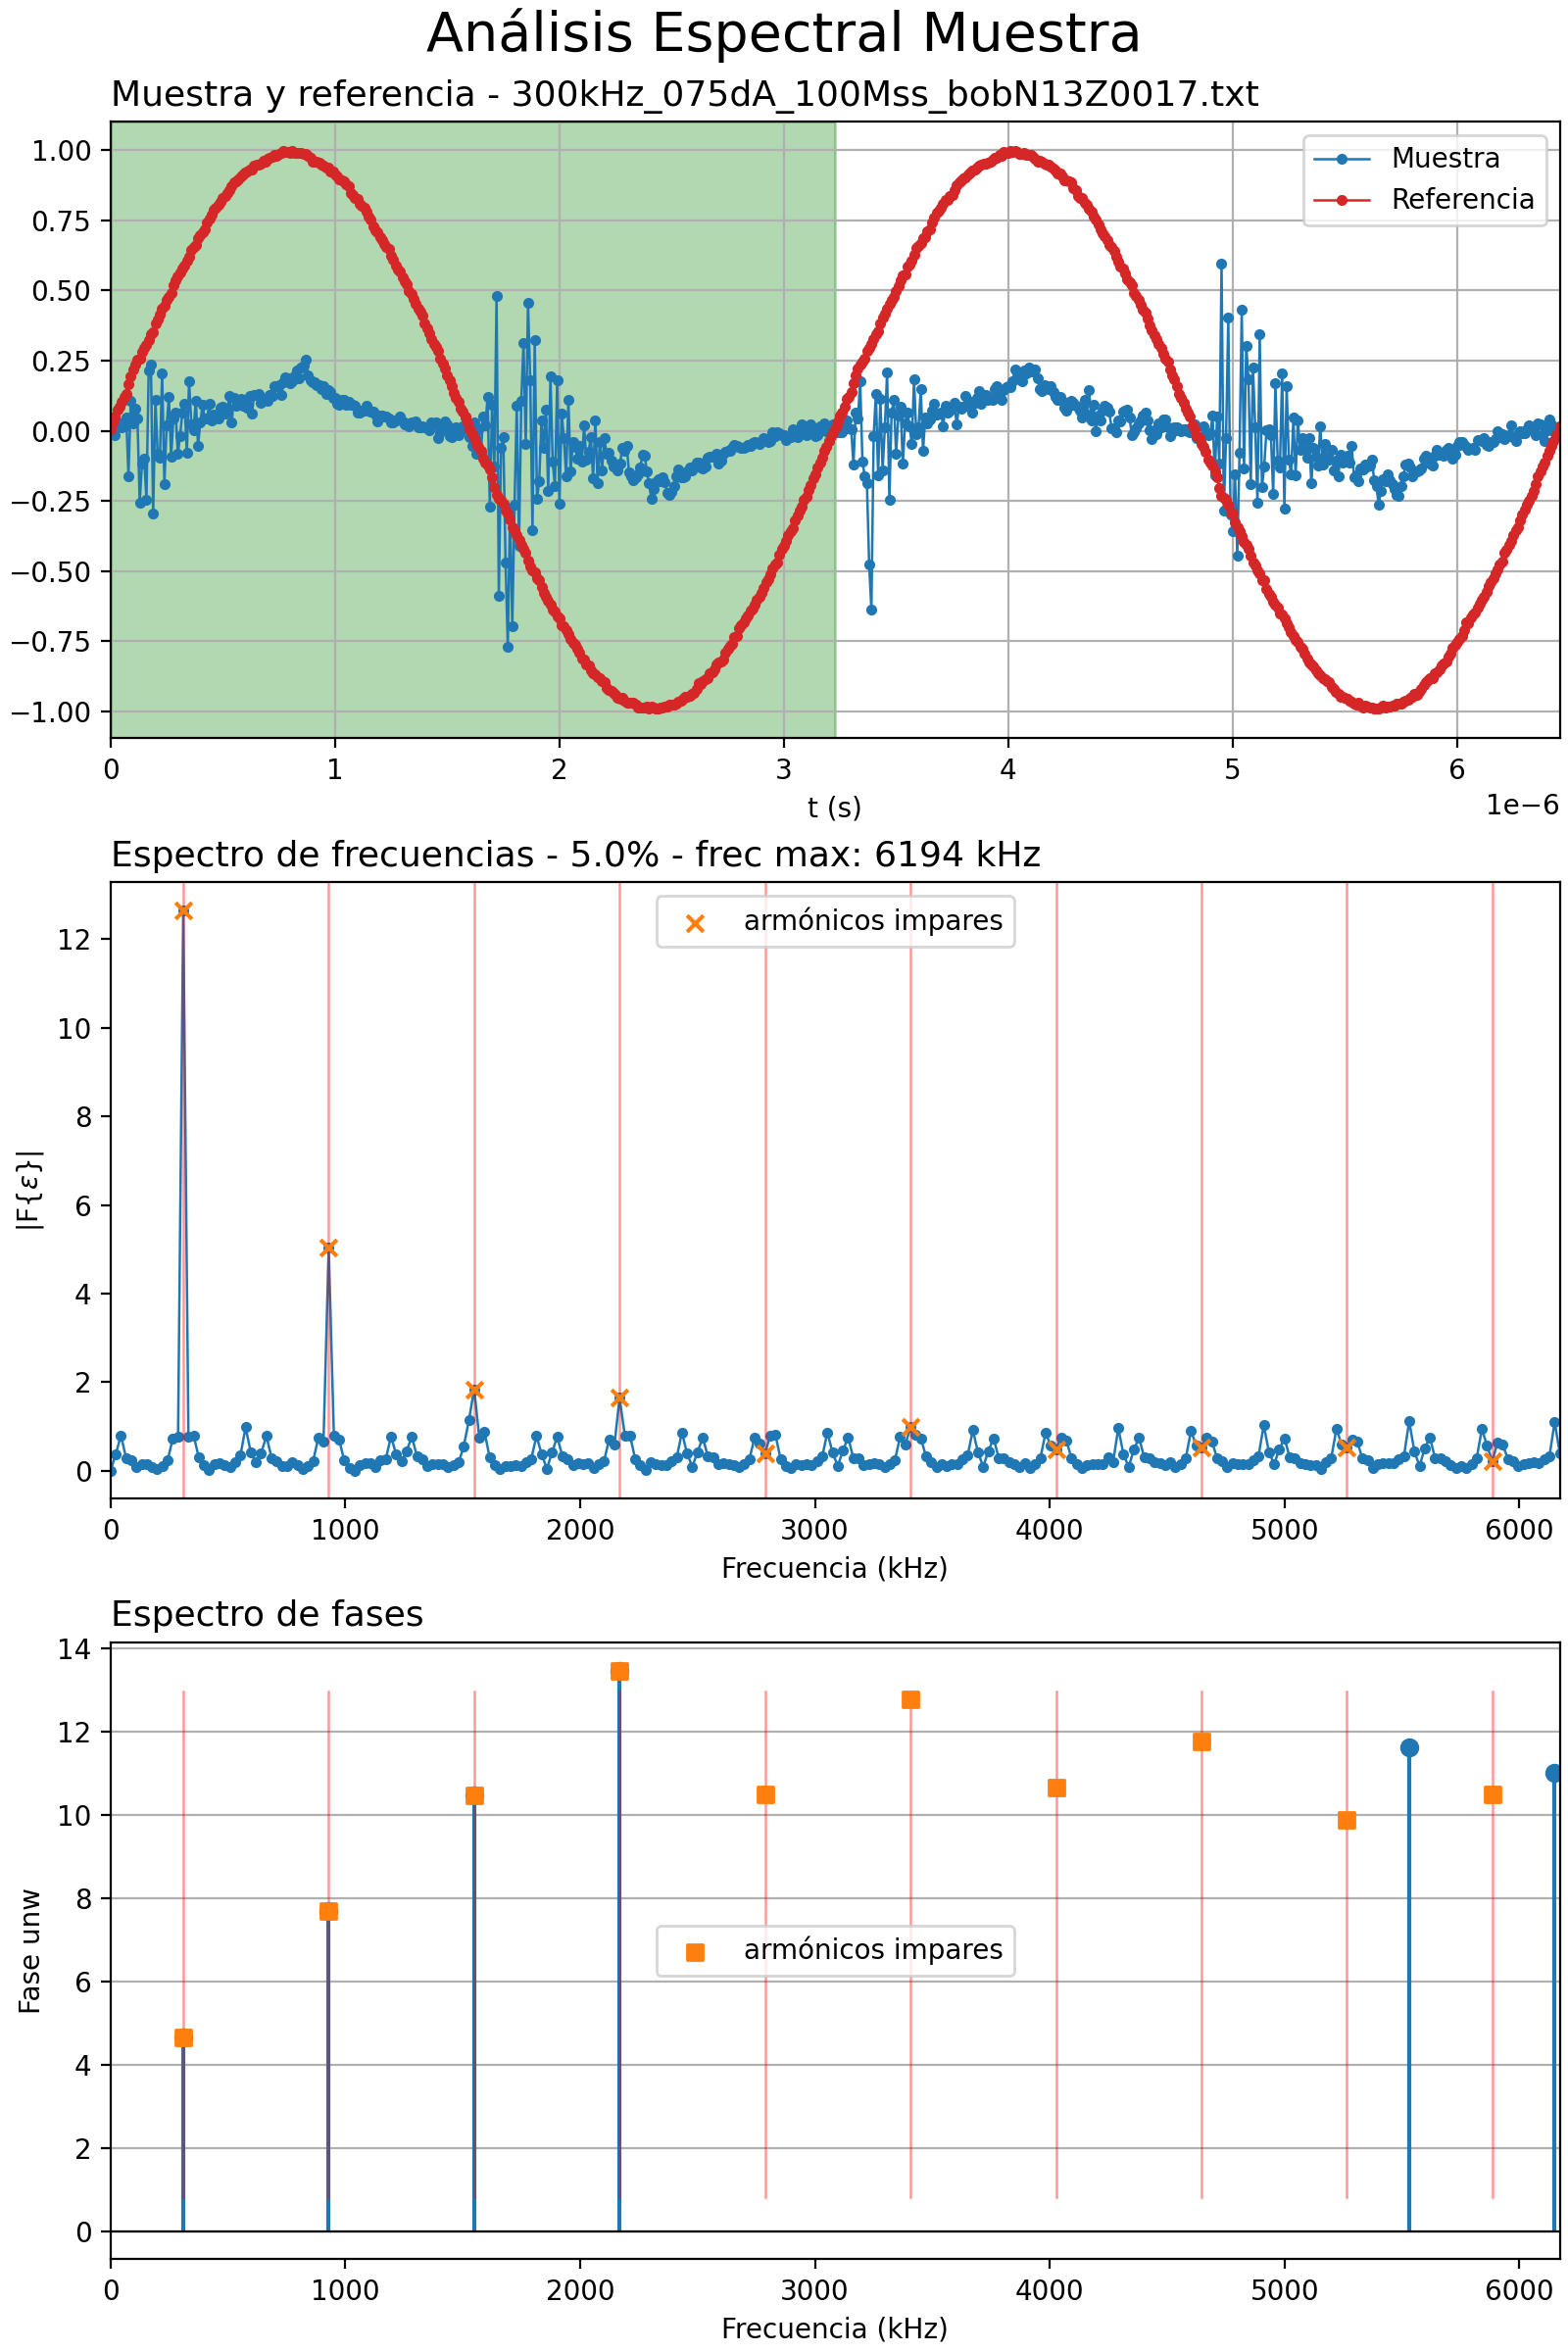 Análisis Espectral Muestra
Muestra y referencia - 300kHz_075dA_100Mss_bobN13Z0017.txt
1.00
0.75
0.50
0.25
0.00
−0.25
−0.50
−0.75
−1.00
Muestra
Referencia
0 1 2 3 4 5 6
t (s)
1e−6
Espectro de frecuencias - 5.0% - frec max: 6194 kHz
armónicos impares
12
10
8
6
4
2
0
|F{ε}|
0 1000 2000 3000 4000 5000 6000
Frecuencia (kHz)
Espectro de fases
14
12
10
8
6
4
2
0
Fase unw
armónicos impares
0 1000 2000 3000 4000 5000 6000
Frecuencia (kHz)